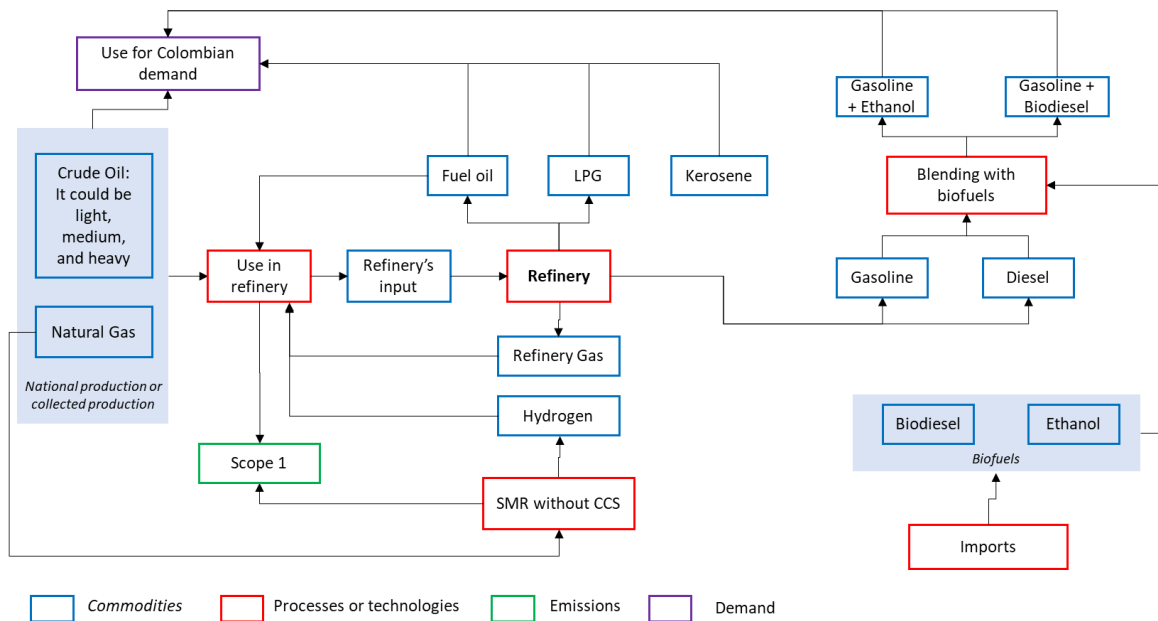 Use for Colombian
demand
Gasoline
+ Ethanol
Gasoline +
Biodiesel
Crude Oil:
It could be
light,
medium,
and heavy
Natural Gas
National production or
collected production
Fuel oil
LPG
Kerosene
Blending with
biofuels
Use in
refinery
Refinery's
input
Refinery
Gasoline
Diesel
Refinery Gas
Hydrogen
Scope 1
SMR without CCS
Biodiesel
Ethanol
Biofuels
Imports
Commodities
Processes or technologies
Emissions
Demand